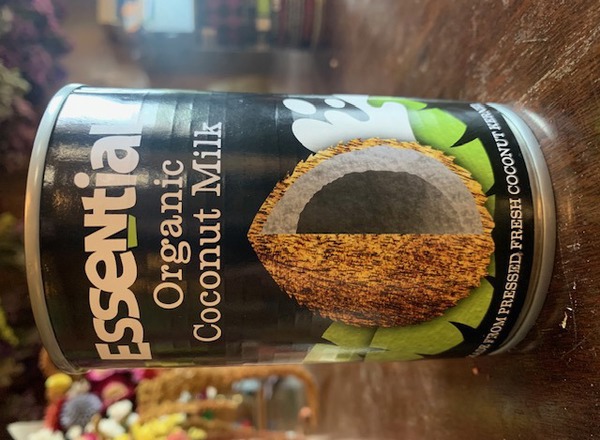 ESSENtial
Organic
Coconut Milk
FROM PRESSED FRESH COCONUT